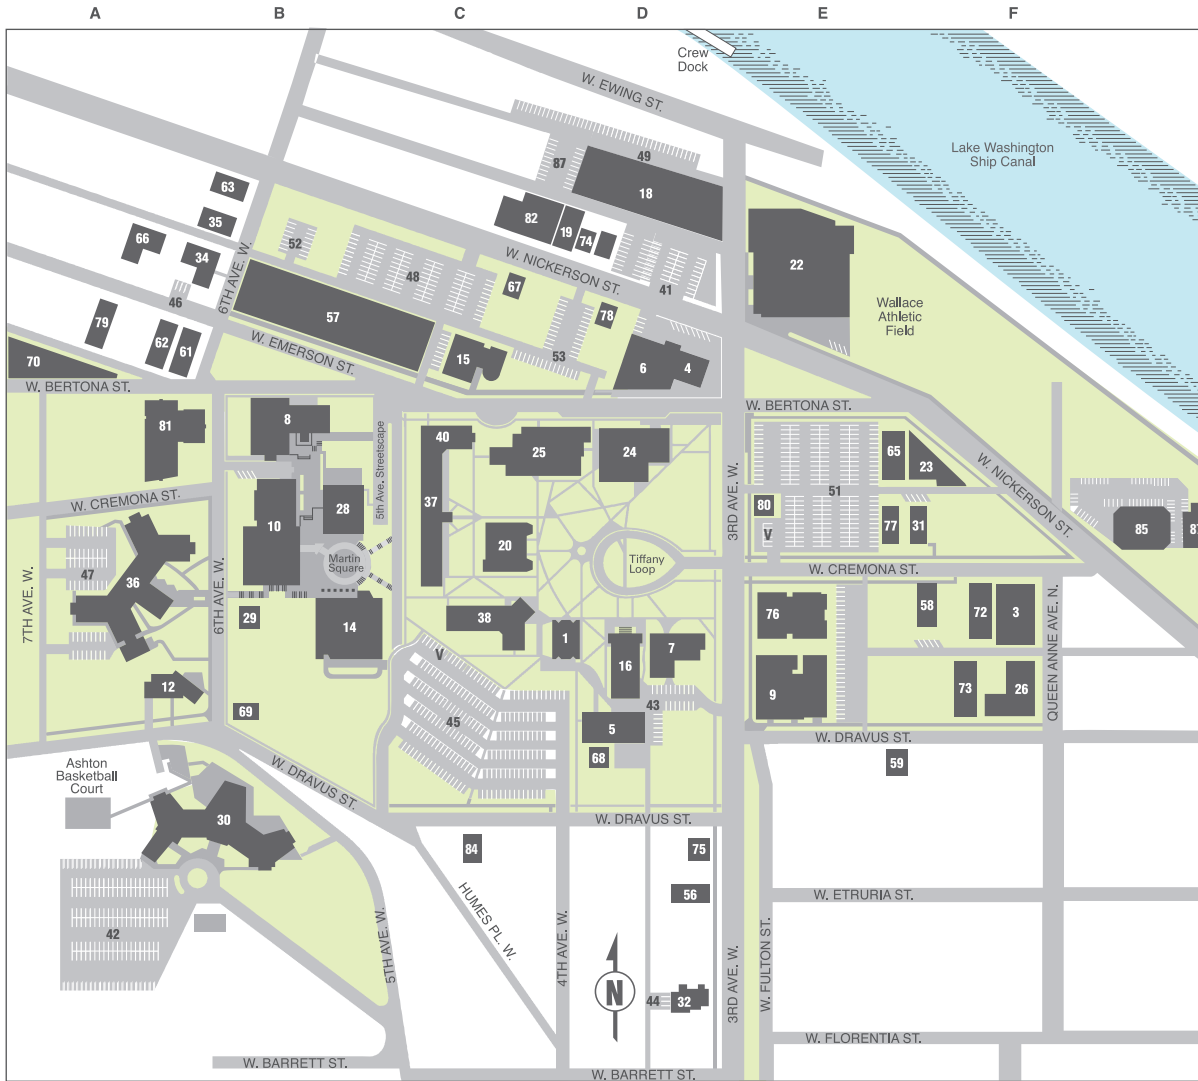 A
B
C
D
E
F
Crew
Dock
W. EWING ST.
Lake Washington
Ship Canal
49
87
18
63
35
82
19
74
66
34
52
48
W. NICKERSON ST.
67
41
22
6TH AVE. W.
46
57
78
Wallace
Athletic
Field
79
62
61
W. EMERSON ST.
15
53
6
4
70
W. BERTONA ST.
W. BERTONA ST.
81
8
5th Ave. Streetscape
40
25
24
65
23
W. NICKERSON ST.
3RD AVE. W.
51
W. CREMONA ST.
28
37
80
V
77
31
85
10
20
Martin
Square
Tiffany
Loop
W. CREMONA ST.
47
36
7TH AVE. W.
6TH AVE. W.
29
14
38
1
16
7
76
58
72
3
QUEEN ANNE AVE. N.
V
12
69
45
43
5
68
9
73
26
W. DRAVUS ST.
59
Ashton
Basketball
Court
W. DRAVUS ST.
30
W. DRAVUS ST.
84
75
56
HUMES PL. W.
W. ETRURIA ST.
42
5TH AVE. W.
4TH AVE. W.
N
44
32
3RD AVE. W.
W. FULTON ST.
W. FLORENTIA ST.
W. BARRETT ST.
W. BARRETT ST.